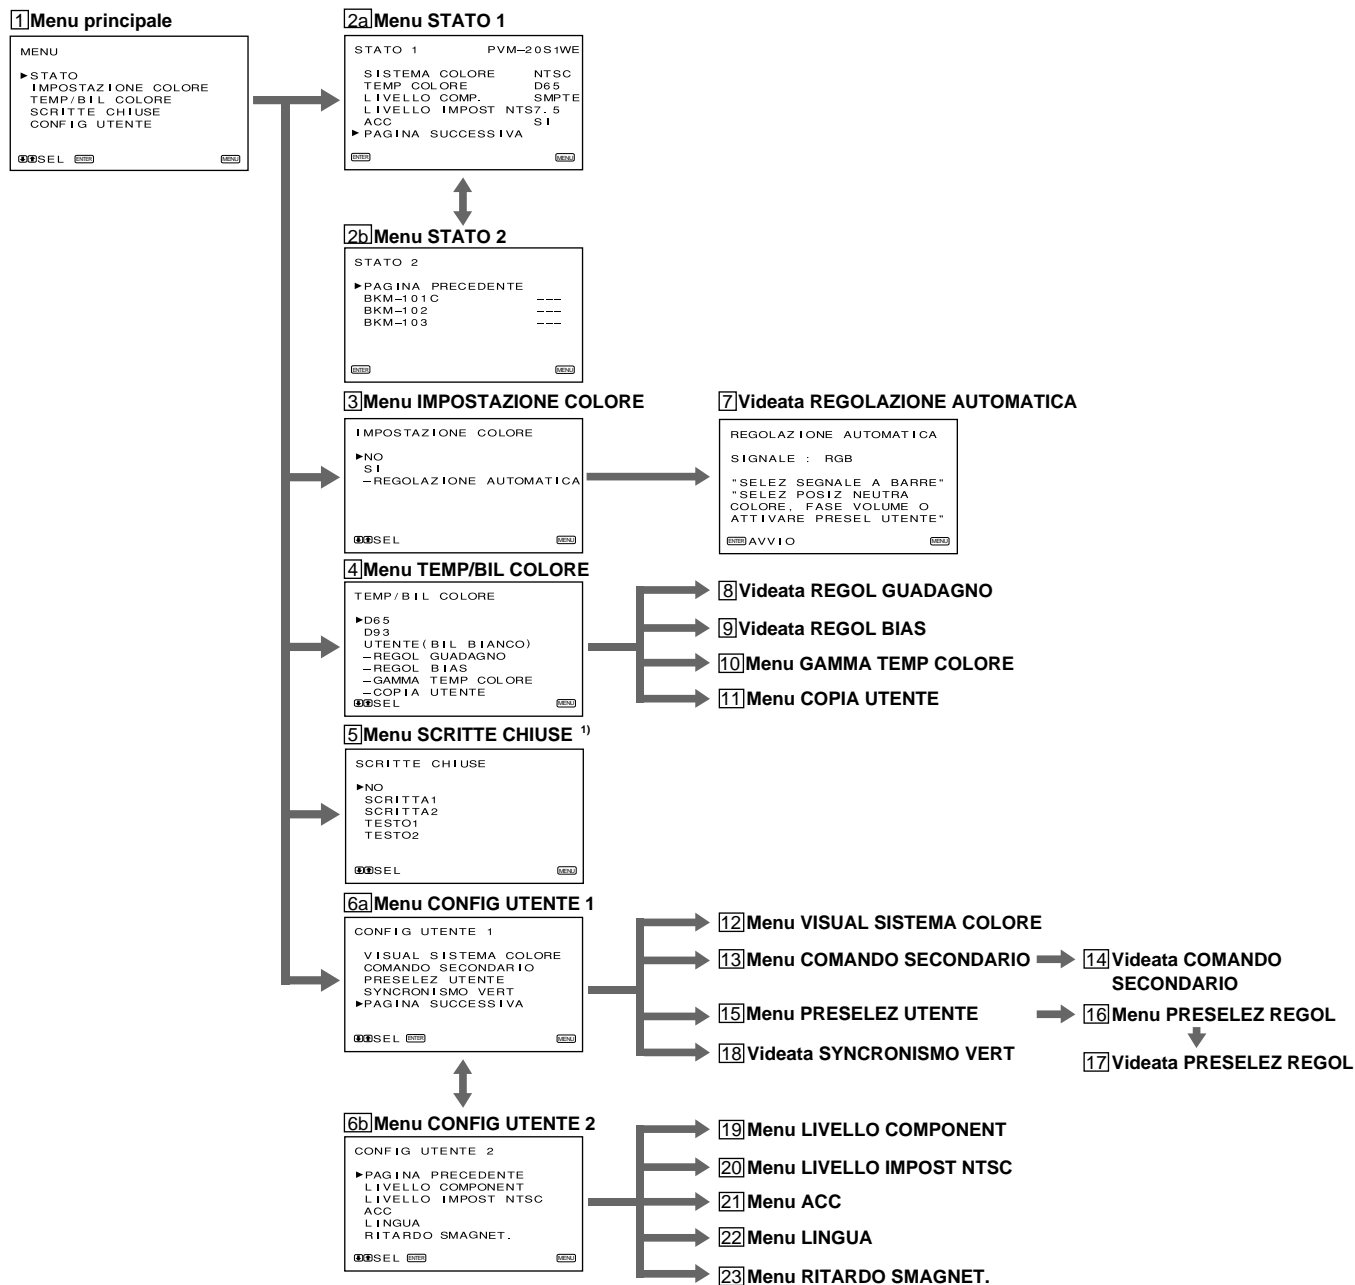 1 Menu principale
MENU
►STATO
IMPOSTAZIONE COLORE
TEMP/BIL COLORE
SCRITTE CHIUSE
CONFIG UTENTE
SEL ENTER MENU
2a Menu STATO 1
STATO 1 PVM–20S1WE
SISTEMA COLORE NTSC
TEMP COLORE D65
LIVELLO COMP. SMPTE
LIVELLO IMPOST NTS7.5
ACC SI
►PAGINA SUCCESSIVA
ENTER MENU
2b Menu STATO 2
STATO 2
►PAGINA PRECEDENTE
BKM–101C –––
BKM–102 –––
BKM–103 –––
ENTER MENU
3 Menu IMPOSTAZIONE COLORE
IMPOSTAZIONE COLORE
►NO
SI
–REGOLAZIONE AUTOMATICA
SEL MENU
7 Videata REGOLAZIONE AUTOMATICA
REGOLAZIONE AUTOMATICA
SIGNALE : RGB
"SELEZ SEGNALE A BARRE"
"SELEZ POSIZ NEUTRA
COLORE, FASE VOLUME O
ATTIVARE PRESEL UTENTE"
ENTER AVVIO MENU
4 Menu TEMP/BIL COLORE
TEMP/BIL COLORE
►D65
D93
UTENTE(BIL BIANCO)
–REGOL GUADAGNO
–REGOL BIAS
–GAMMA TEMP COLORE
–COPIA UTENTE
SEL MENU
8 Videata REGOL GUADAGNO
9 Videata REGOL BIAS
10 Menu GAMMA TEMP COLORE
11 Menu COPIA UTENTE
5 Menu SCRITTE CHIUSE 1)
SCRITTE CHIUSE
►NO
SCRITTA1
SCRITTA2
TESTO1
TESTO2
SEL MENU
6a Menu CONFIG UTENTE 1
CONFIG UTENTE 1
VISUAL SISTEMA COLORE
COMANDO SECONDARIO
PRESELEZ UTENTE
SYNCRONISMO VERT
►PAGINA SUCCESSIVA
SEL ENTER MENU
12 Menu VISUAL SISTEMA COLORE
13 Menu COMANDO SECONDARIO
14 Videata COMANDO
SECONDARIO
15 Menu PRESELEZ UTENTE
16 Menu PRESELEZ REGOL
17 Videata PRESELEZ REGOL
18 Videata SYNCRONISMO VERT
6b Menu CONFIG UTENTE 2
CONFIG UTENTE 2
►PAGINA PRECEDENTE
LIVELLO COMPONENT
LIVELLO IMPOST NTSC
ACC
LINGUA
RITARDO SMAGNET.
SEL ENTER MENU
19 Menu LIVELLO COMPONENT
20 Menu LIVELLO IMPOST NTSC
21 Menu ACC
22 Menu LINGUA
23 Menu RITARDO SMAGNET.